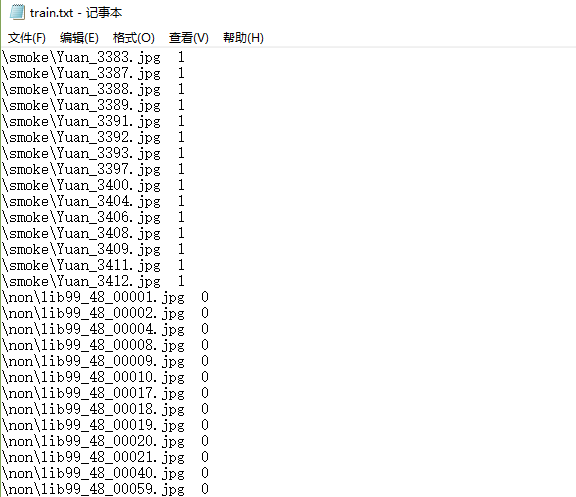 train.txt - 记事本
文件(F) 编辑(E) 格式(O) 查看(V) 帮助(H)
\smoke\Yuan_3383.jpg 1
\smoke\Yuan_3387.jpg 1
\smoke\Yuan_3388.jpg 1
\smoke\Yuan_3389.jpg 1
\smoke\Yuan_3391.jpg 1
\smoke\Yuan_3392.jpg 1
\smoke\Yuan_3393.jpg 1
\smoke\Yuan_3397.jpg 1
\smoke\Yuan_3400.jpg 1
\smoke\Yuan_3404.jpg 1
\smoke\Yuan_3406.jpg 1
\smoke\Yuan_3408.jpg 1
\smoke\Yuan_3409.jpg 1
\smoke\Yuan_3411.jpg 1
\smoke\Yuan_3412.jpg 1
\non\lib99_48_00001.jpg 0
\non\lib99_48_00002.jpg 0
\non\lib99_48_00004.jpg 0
\non\lib99_48_00008.jpg 0
\non\lib99_48_00009.jpg 0
\non\lib99_48_00010.jpg 0
\non\lib99_48_00017.jpg 0
\non\lib99_48_00018.jpg 0
\non\lib99_48_00019.jpg 0
\non\lib99_48_00020.jpg 0
\non\lib99_48_00021.jpg 0
\non\lib99_48_00040.jpg 0
\non\lib99_48_00059.jpg 0